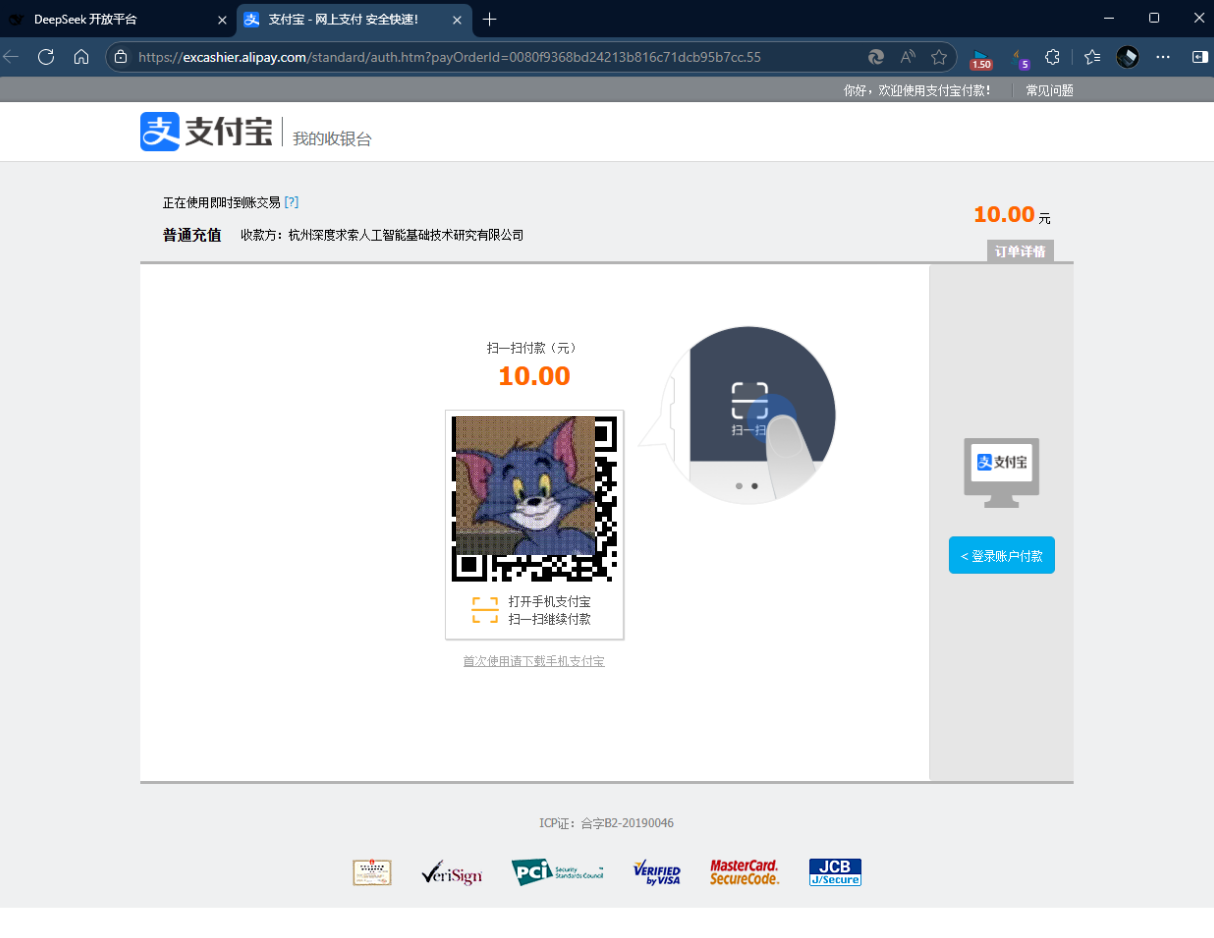 DeepSeek 开放平台
支付宝 - 网上支付 安全快速！
https://excashier.alipay.com/standard/auth.htm?payOrderId=0080f9368bd24213b816c71dcb95b7cc.55
1.50
5
你好，欢迎使用支付宝付款！
常见问题
支付宝
我的收银台
正在使用即时到账交易 [?]
10.00 元
普通充值 收款方：杭州深度求索人工智能基础技术研究有限公司
订单详情
扫一扫付款（元）
10.00
扫一扫
支付宝
< 登录账户付款
打开手机支付宝
扫一扫继续付款
首次使用请下载手机支付宝
ICP证：合字B2-20190046
VeriSign
PCI Security Standards Council
VERIFIED by VISA
MasterCard. SecureCode.
JCB
J/Secure